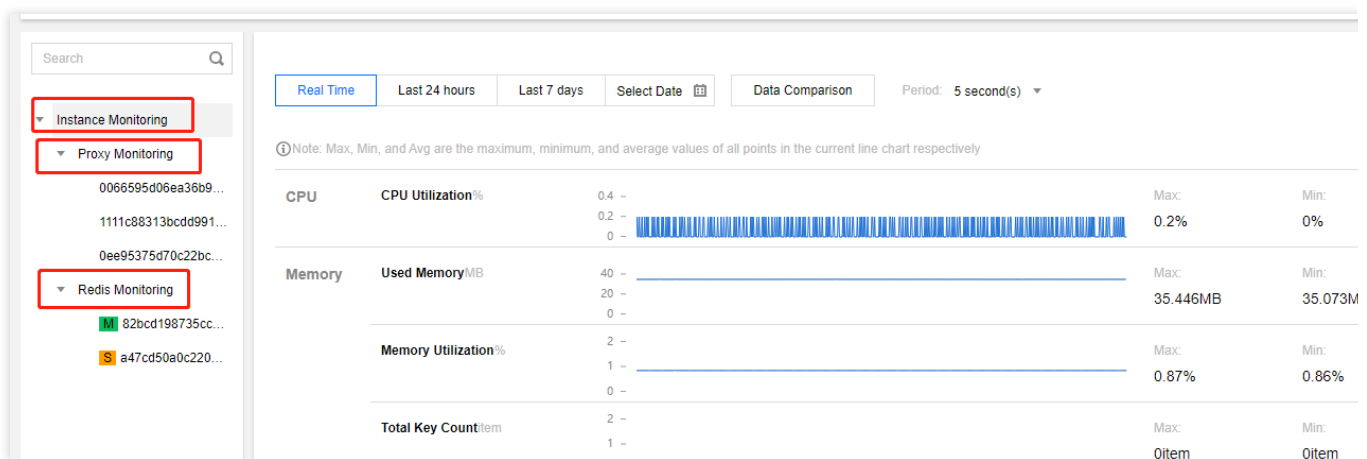 Search
Instance Monitoring
Proxy Monitoring
0066595d06ea36b9...
1111c88313bcdd991...
0ee95375d70c22bc...
Redis Monitoring
M 82bcd198735cc...
S a47cd50a0c220...
Real Time Last 24 hours Last 7 days Select Date Data Comparison Period: 5 second(s)
Note: Max, Min, and Avg are the maximum, minimum, and average values of all points in the current line chart respectively
CPU CPU Utilization% 0.4 Max: Min:
0.2 0.2% 0%
0
Memory Used MemoryMB 40 Max: Min:
20 35.446MB 35.073M
0
Memory Utilization% 2 Max: Min:
1 0.87% 0.86%
0
Total Key Countitem 2 Max: Min:
1 0item 0item